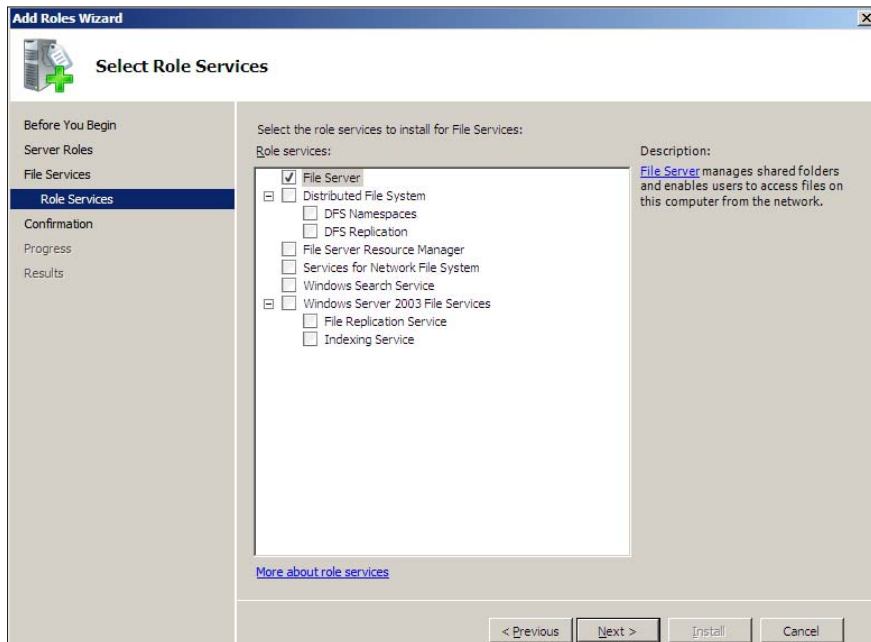 Add Roles Wizard
Select Role Services
Before You Begin
Server Roles
File Services
Role Services
Confirmation
Progress
Results
Select the role services to install for File Services:
Role services:
File Server
Distributed File System
DFS Namespaces
DFS Replication
File Server Resource Manager
Services for Network File System
Windows Search Service
Windows Server 2003 File Services
File Replication Service
Indexing Service
More about role services
Description:
File Server manages shared folders
and enables users to access files on
this computer from the network.
< Previous
Next >
Install
Cancel